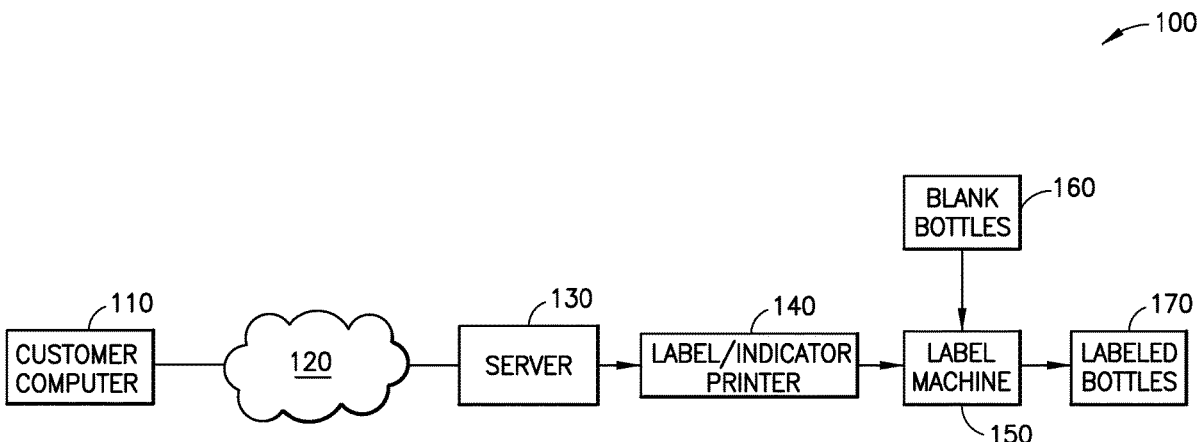 100
BLANK
BOTTLES
160
110
CUSTOMER
COMPUTER
120
130
SERVER
140
LABEL/INDICATOR
PRINTER
LABEL
MACHINE
150
170
LABELED
BOTTLES